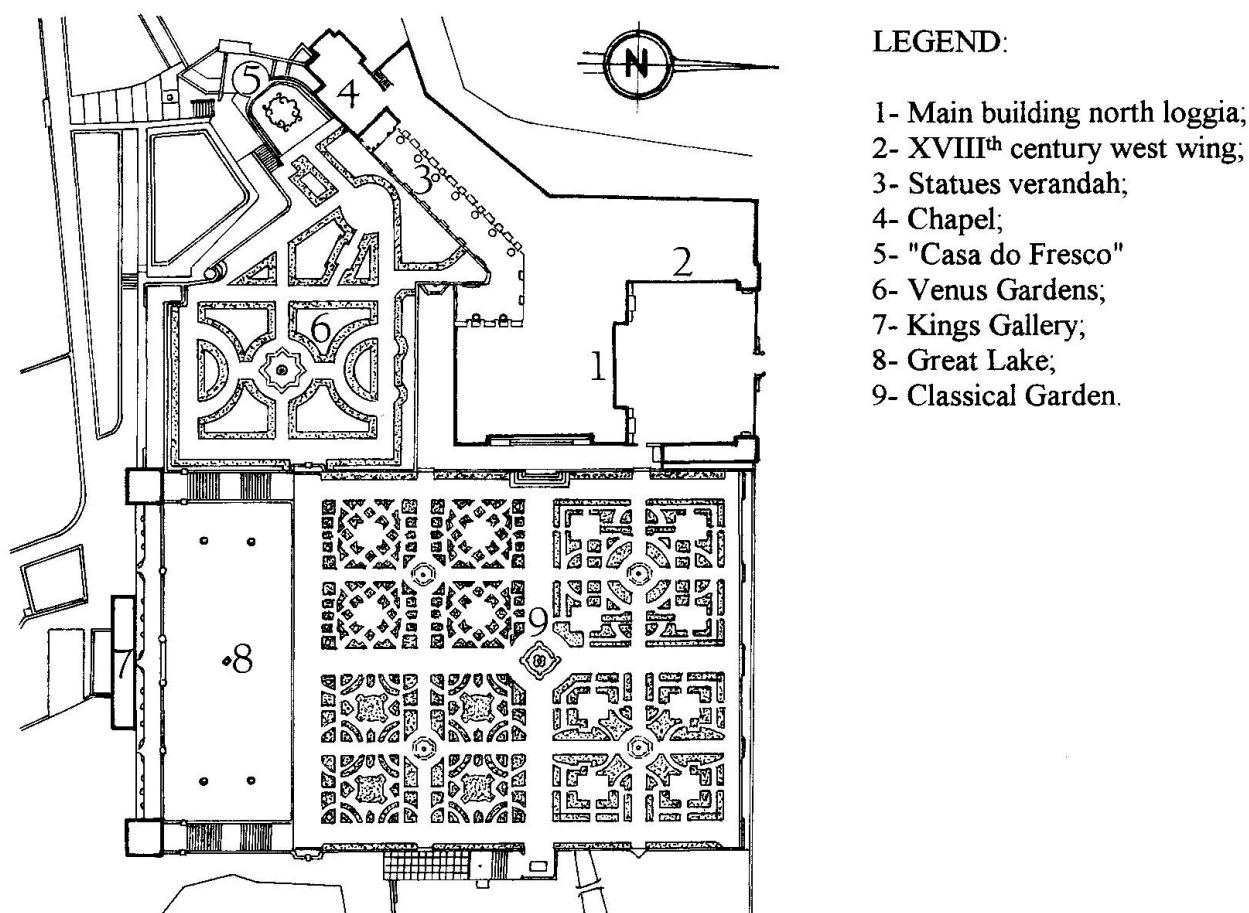 N
LEGEND:
1- Main building north loggia;
2- XVIIIth century west wing;
3- Statues verandah;
4- Chapel;
5- "Casa do Fresco"
6- Venus Gardens;
7- Kings Gallery;
8- Great Lake;
9- Classical Garden.
5
4
3
2
6
1
9
8
7